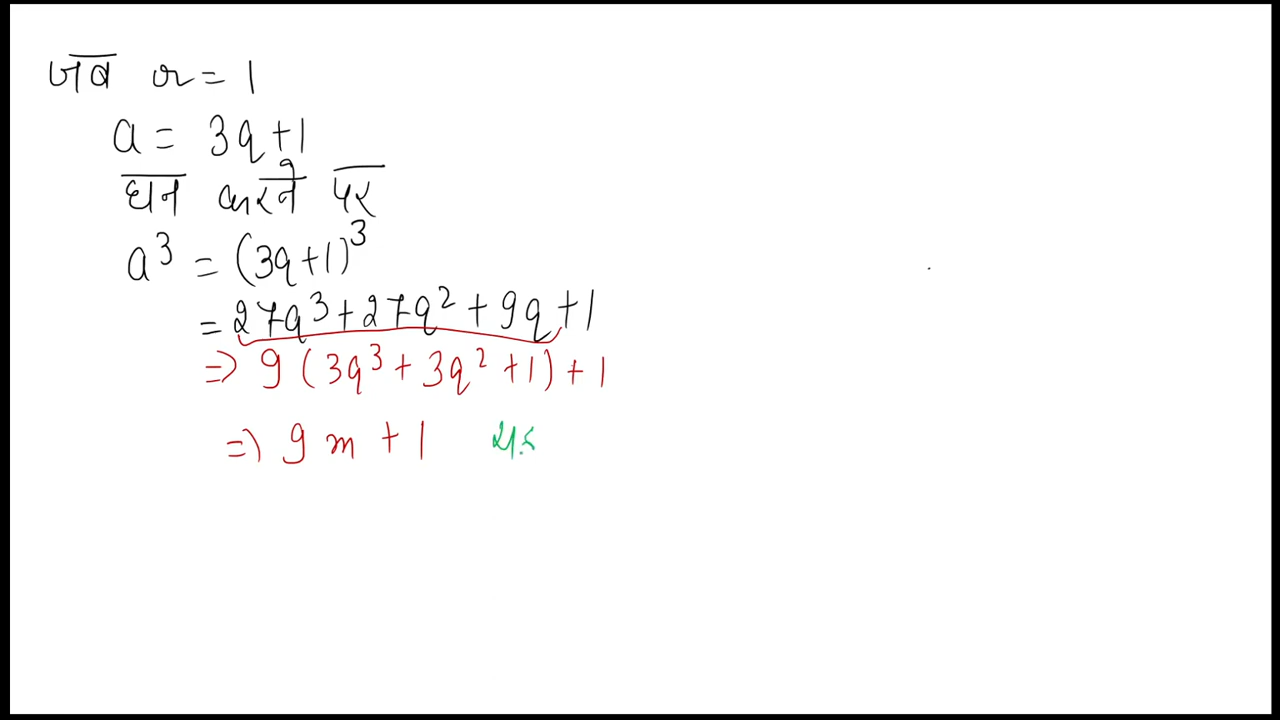 जब r = 1
a = 3q + 1
घन करने पर
a³ = (3q + 1)³
= 27q³ + 27q² + 9q + 1
⇒ 9 (3q³ + 3q² + 1) + 1
⇒ 9 m + 1